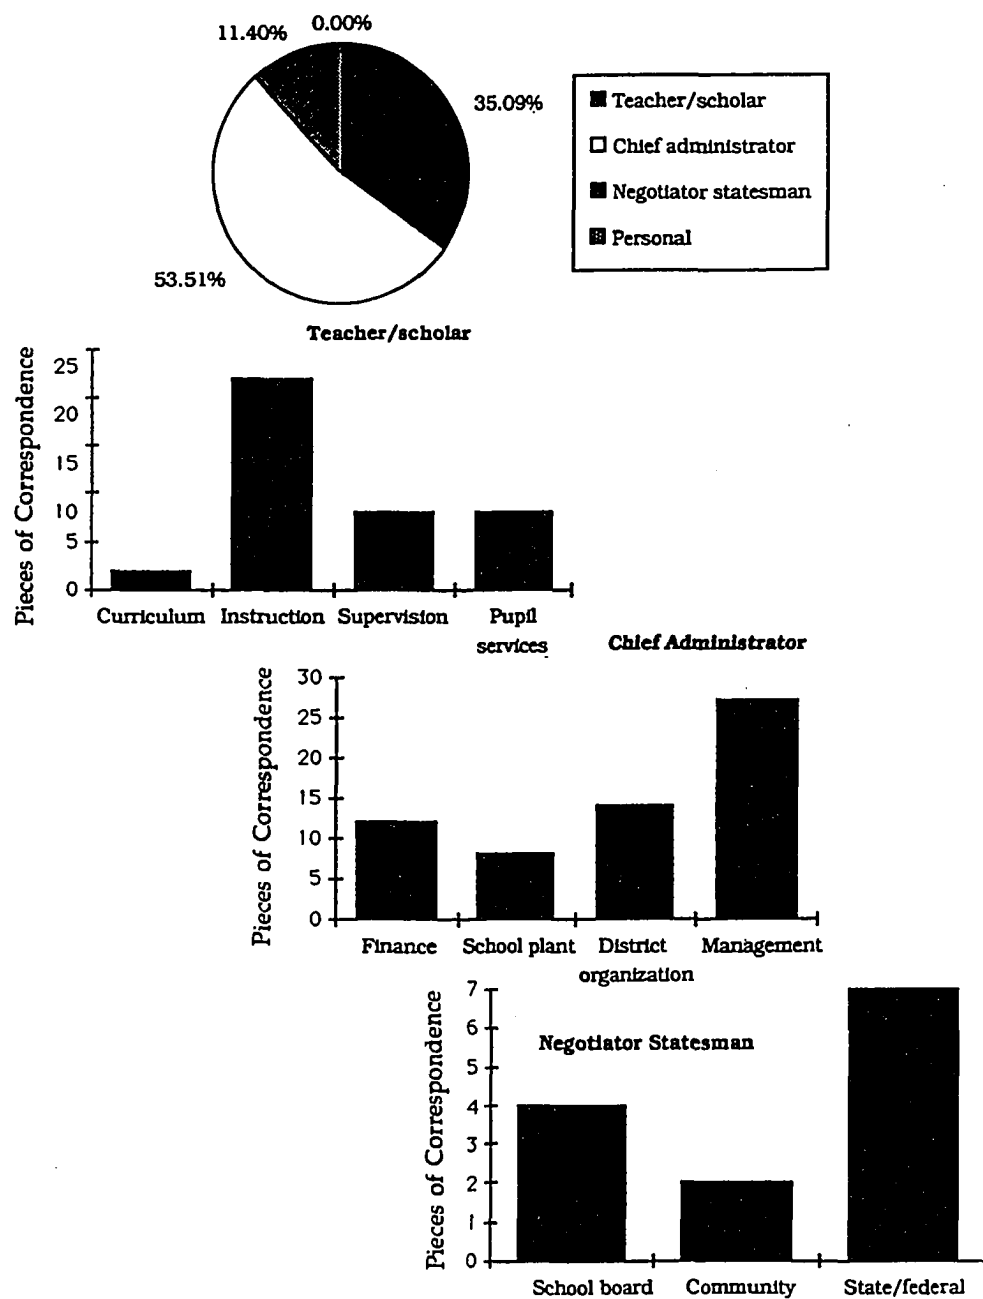 0.00%
11.40%
35.09%
53.51%
Teacher/scholar
Chief administrator
Negotiator statesman
Personal
Teacher/scholar
Pieces of Correspondence
25
20
15
10
5
0
Curriculum Instruction Supervision Pupil
services
Chief Administrator
Pieces of Correspondence
30
25
20
15
10
5
0
Finance School plant District Management
organization
Negotiator Statesman
Pieces of Correspondence
7
6
5
4
3
2
1
0
School board Community State/federal